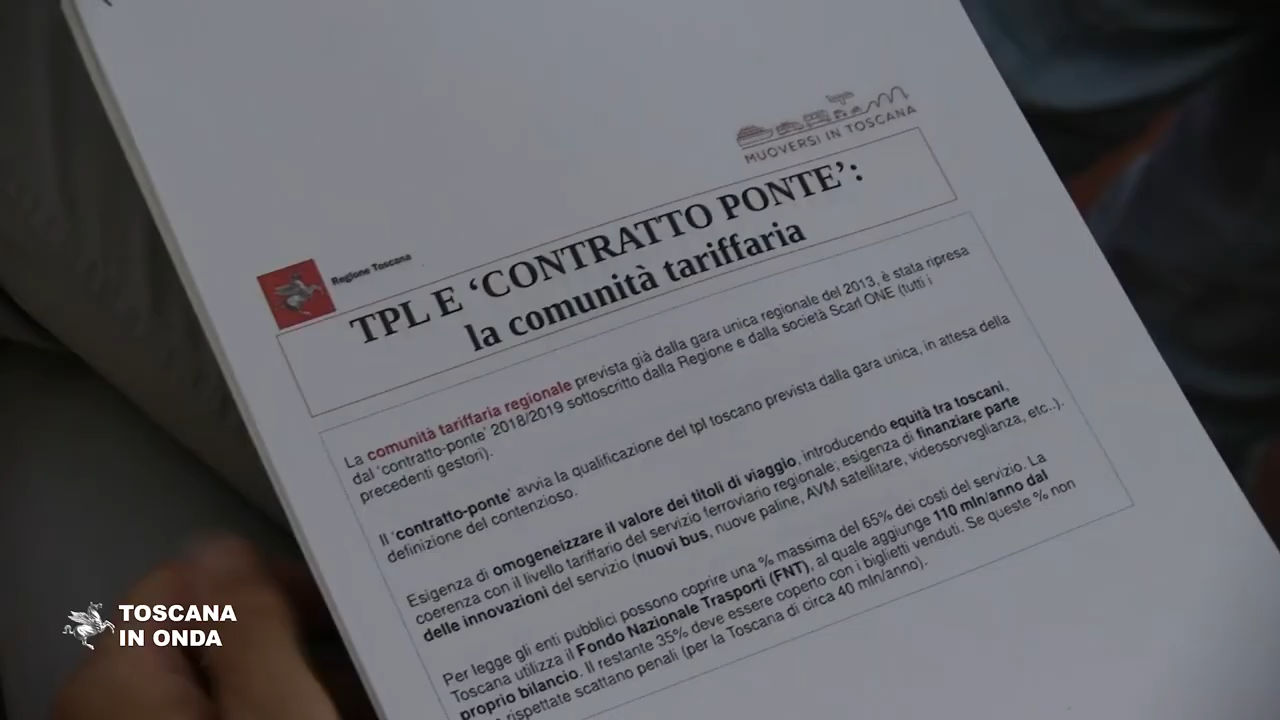 MUOVERSI IN TOSCANA
Regione Toscana
TPL E ‘CONTRATTO PONTE’:
la comunità tariffaria
La comunità tariffaria regionale prevista già dalla gara unica regionale del 2013, è stata ripresa
dal ‘contratto-ponte’ 2018/2019 sottoscritto dalla Regione e dalla società Scarl ONE (tutti i
precedenti gestori).
Il ‘contratto-ponte’ avvia la qualificazione del tpl toscano prevista dalla gara unica, in attesa della
definizione del contenzioso.
Esigenza di omogeneizzare il valore dei titoli di viaggio, introducendo equità tra toscani,
coerenza con il livello tariffario del servizio ferroviario regionale; esigenza di finanziare parte
delle innovazioni del servizio (nuovi bus, nuove paline, AVM satellitare, videosorveglianza, etc..).
Per legge gli enti pubblici possono coprire una % massima del 65% dei costi del servizio. La
Toscana utilizza il Fondo Nazionale Trasporti (FNT), al quale aggiunge 110 mln/anno dal
proprio bilancio. Il restante 35% deve essere coperto con i biglietti venduti. Se queste % non
rispettate scattano penali (per la Toscana di circa 40 mln/anno).
TOSCANA
IN ONDA